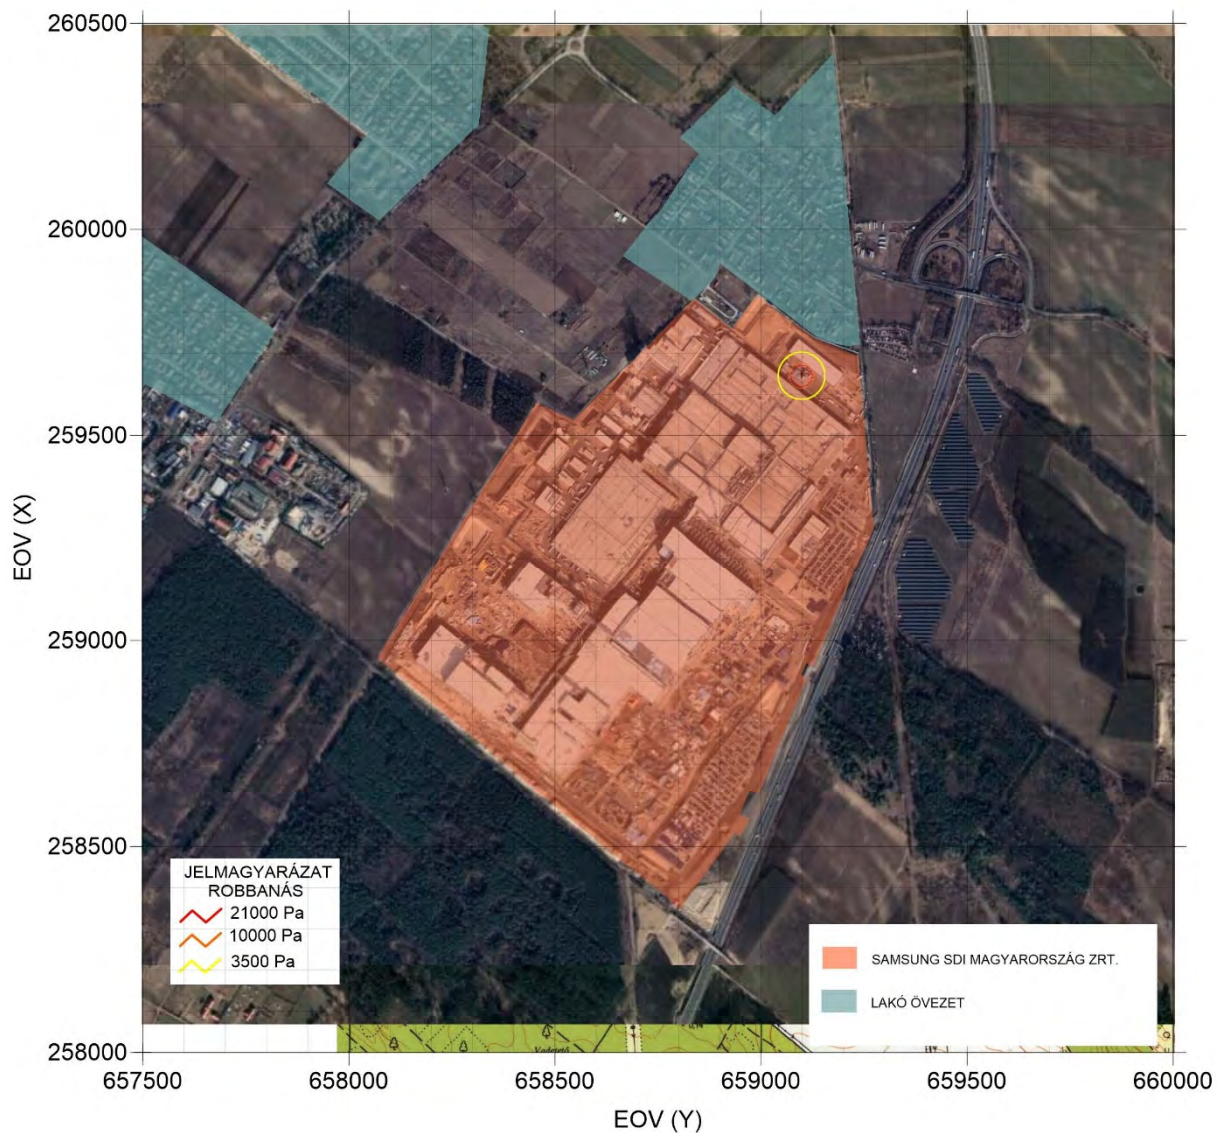 260500
260000
259500
259000
258500
258000
EOV (X)
657500
658000
658500
659000
659500
660000
EOV (Y)
JELMAGYARÁZAT
ROBBANÁS
21000 Pa
10000 Pa
3500 Pa
SAMSUNG SDI MAGYARORSZÁG ZRT.
LAKÓ ÖVEZET